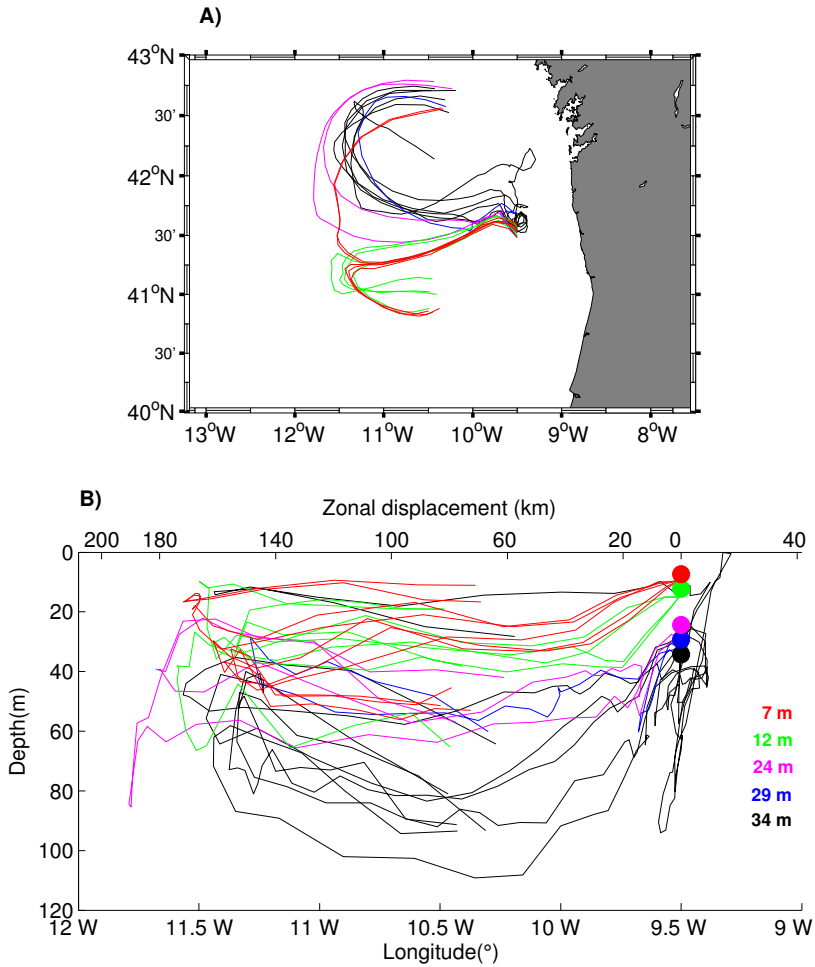 A)
43°N
30'
42°N
30'
41°N
30'
40°N
13°W 12°W 11°W 10°W 9°W 8°W
B)
Zonal displacement (km)
200 170 140 100 60 20 0 40
0
20
40
60
80
100
120
Depth(m)
7 m
12 m
24 m
29 m
34 m
12 W 11.5 W 11 W 10.5 W 10 W 9.5 W 9 W
Longitude(°)